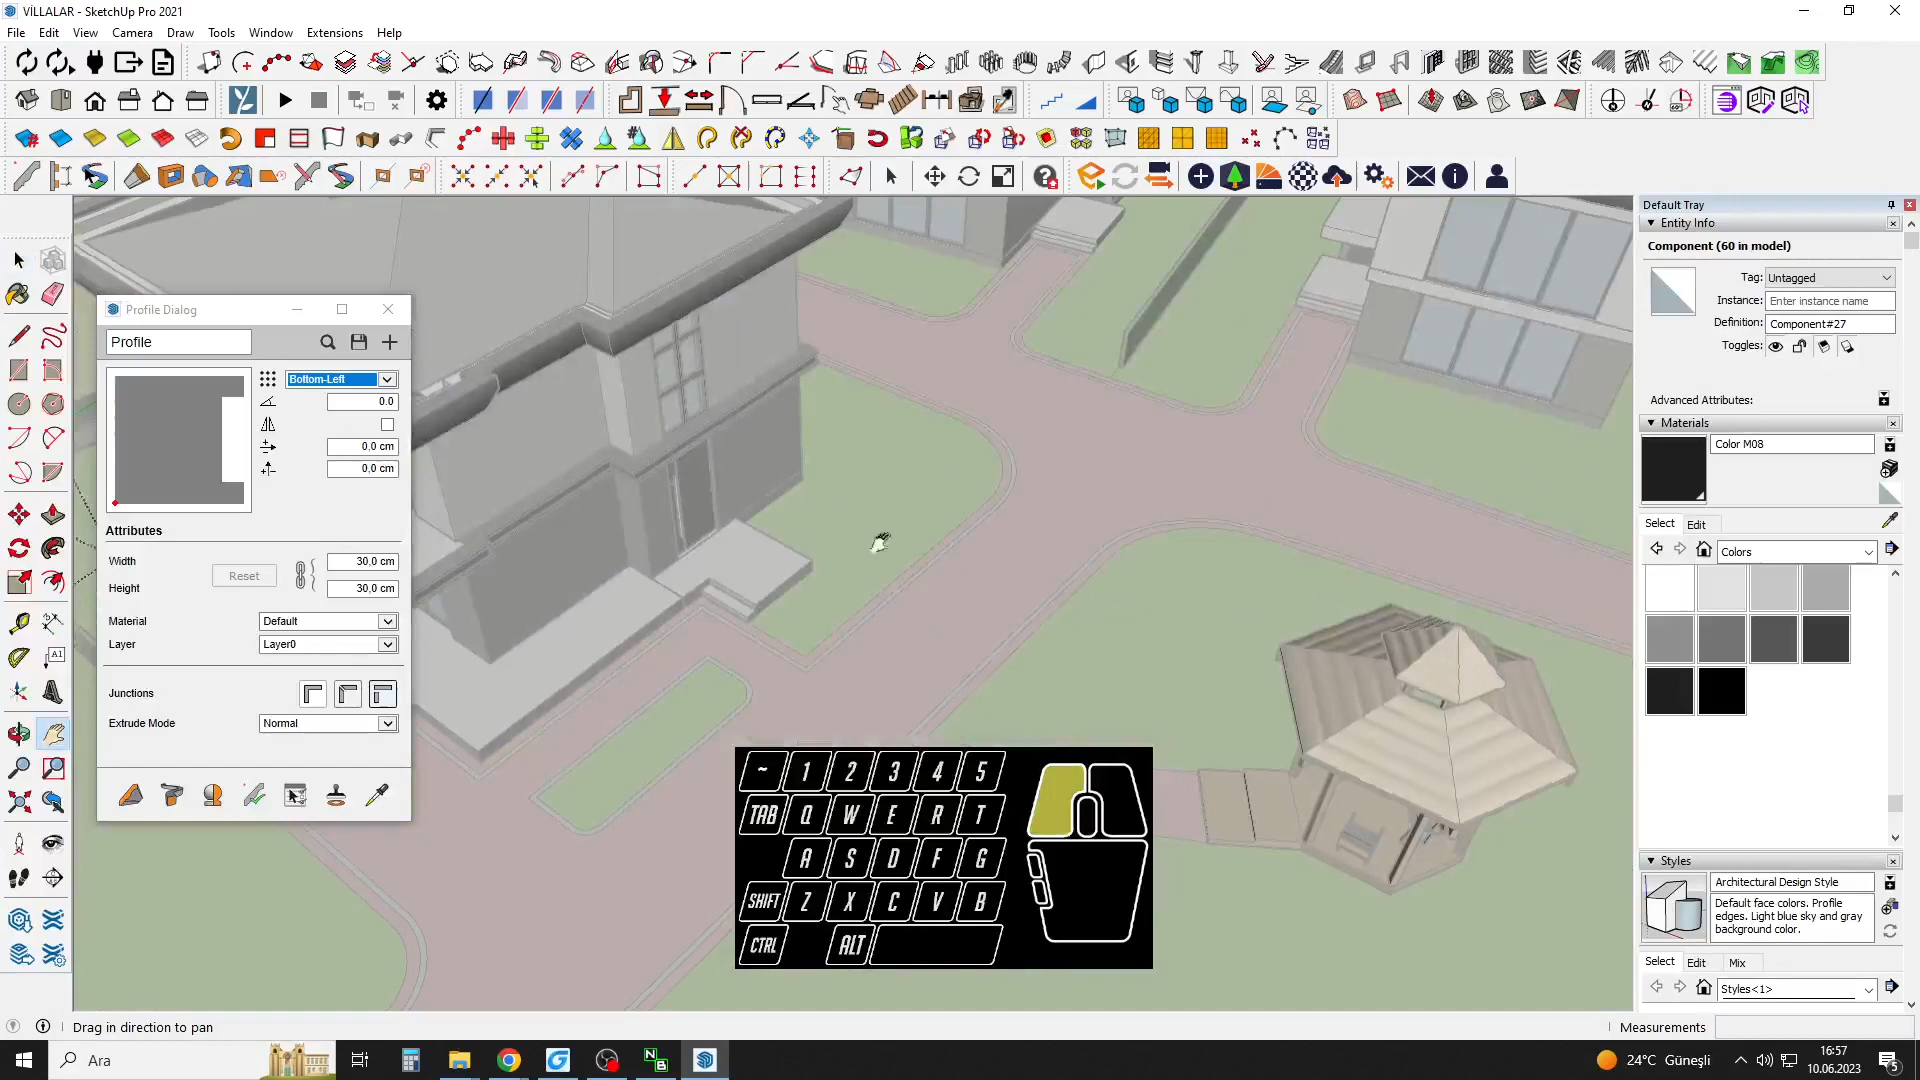 VİLLALAR - SketchUp Pro 2021
File Edit View Camera Draw Tools Window Extensions Help
Default Tray
Entity Info
Component (60 in model)
Tag: Untagged
Instance: Enter instance name
Definition: Component#27
Toggles:
Advanced Attributes:
Materials
Color M08
Select Edit
Colors
Styles
Architectural Design Style
Default face colors. Profile
edges. Light blue sky and gray
background color.
Select Edit Mix
Styles<1>
Profile Dialog
Profile
Bottom-Left
0.0
0,0 cm
0,0 cm
Attributes
Width 30,0 cm
Reset
Height 30,0 cm
Material Default
Layer Layer0
Junctions
Extrude Mode Normal
A1
~ 1 2 3 4 5
TAB Q W E R T
A S D F G
SHIFT Z X C V B
CTRL ALT
Drag in direction to pan
Measurements
Ara
24°C Güneşli
16:57
10.06.2023
5